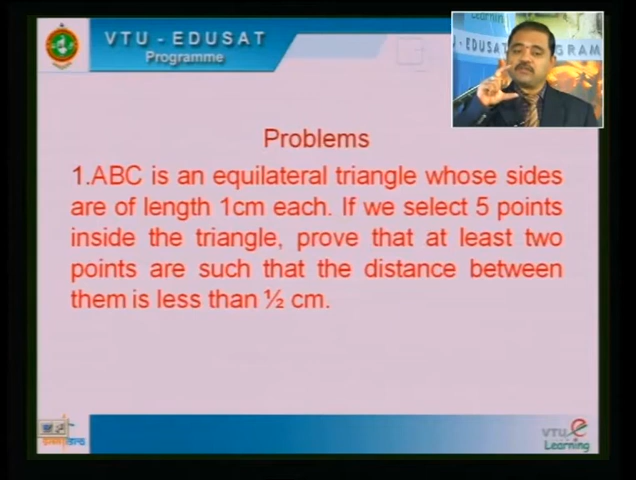 VTU - EDUSAT
Programme
Learning
- EDUSAT
GRAM
Problems
1.ABC is an equilateral triangle whose sides
are of length 1cm each. If we select 5 points
inside the triangle, prove that at least two
points are such that the distance between
them is less than ½ cm.
VTU e
Learning